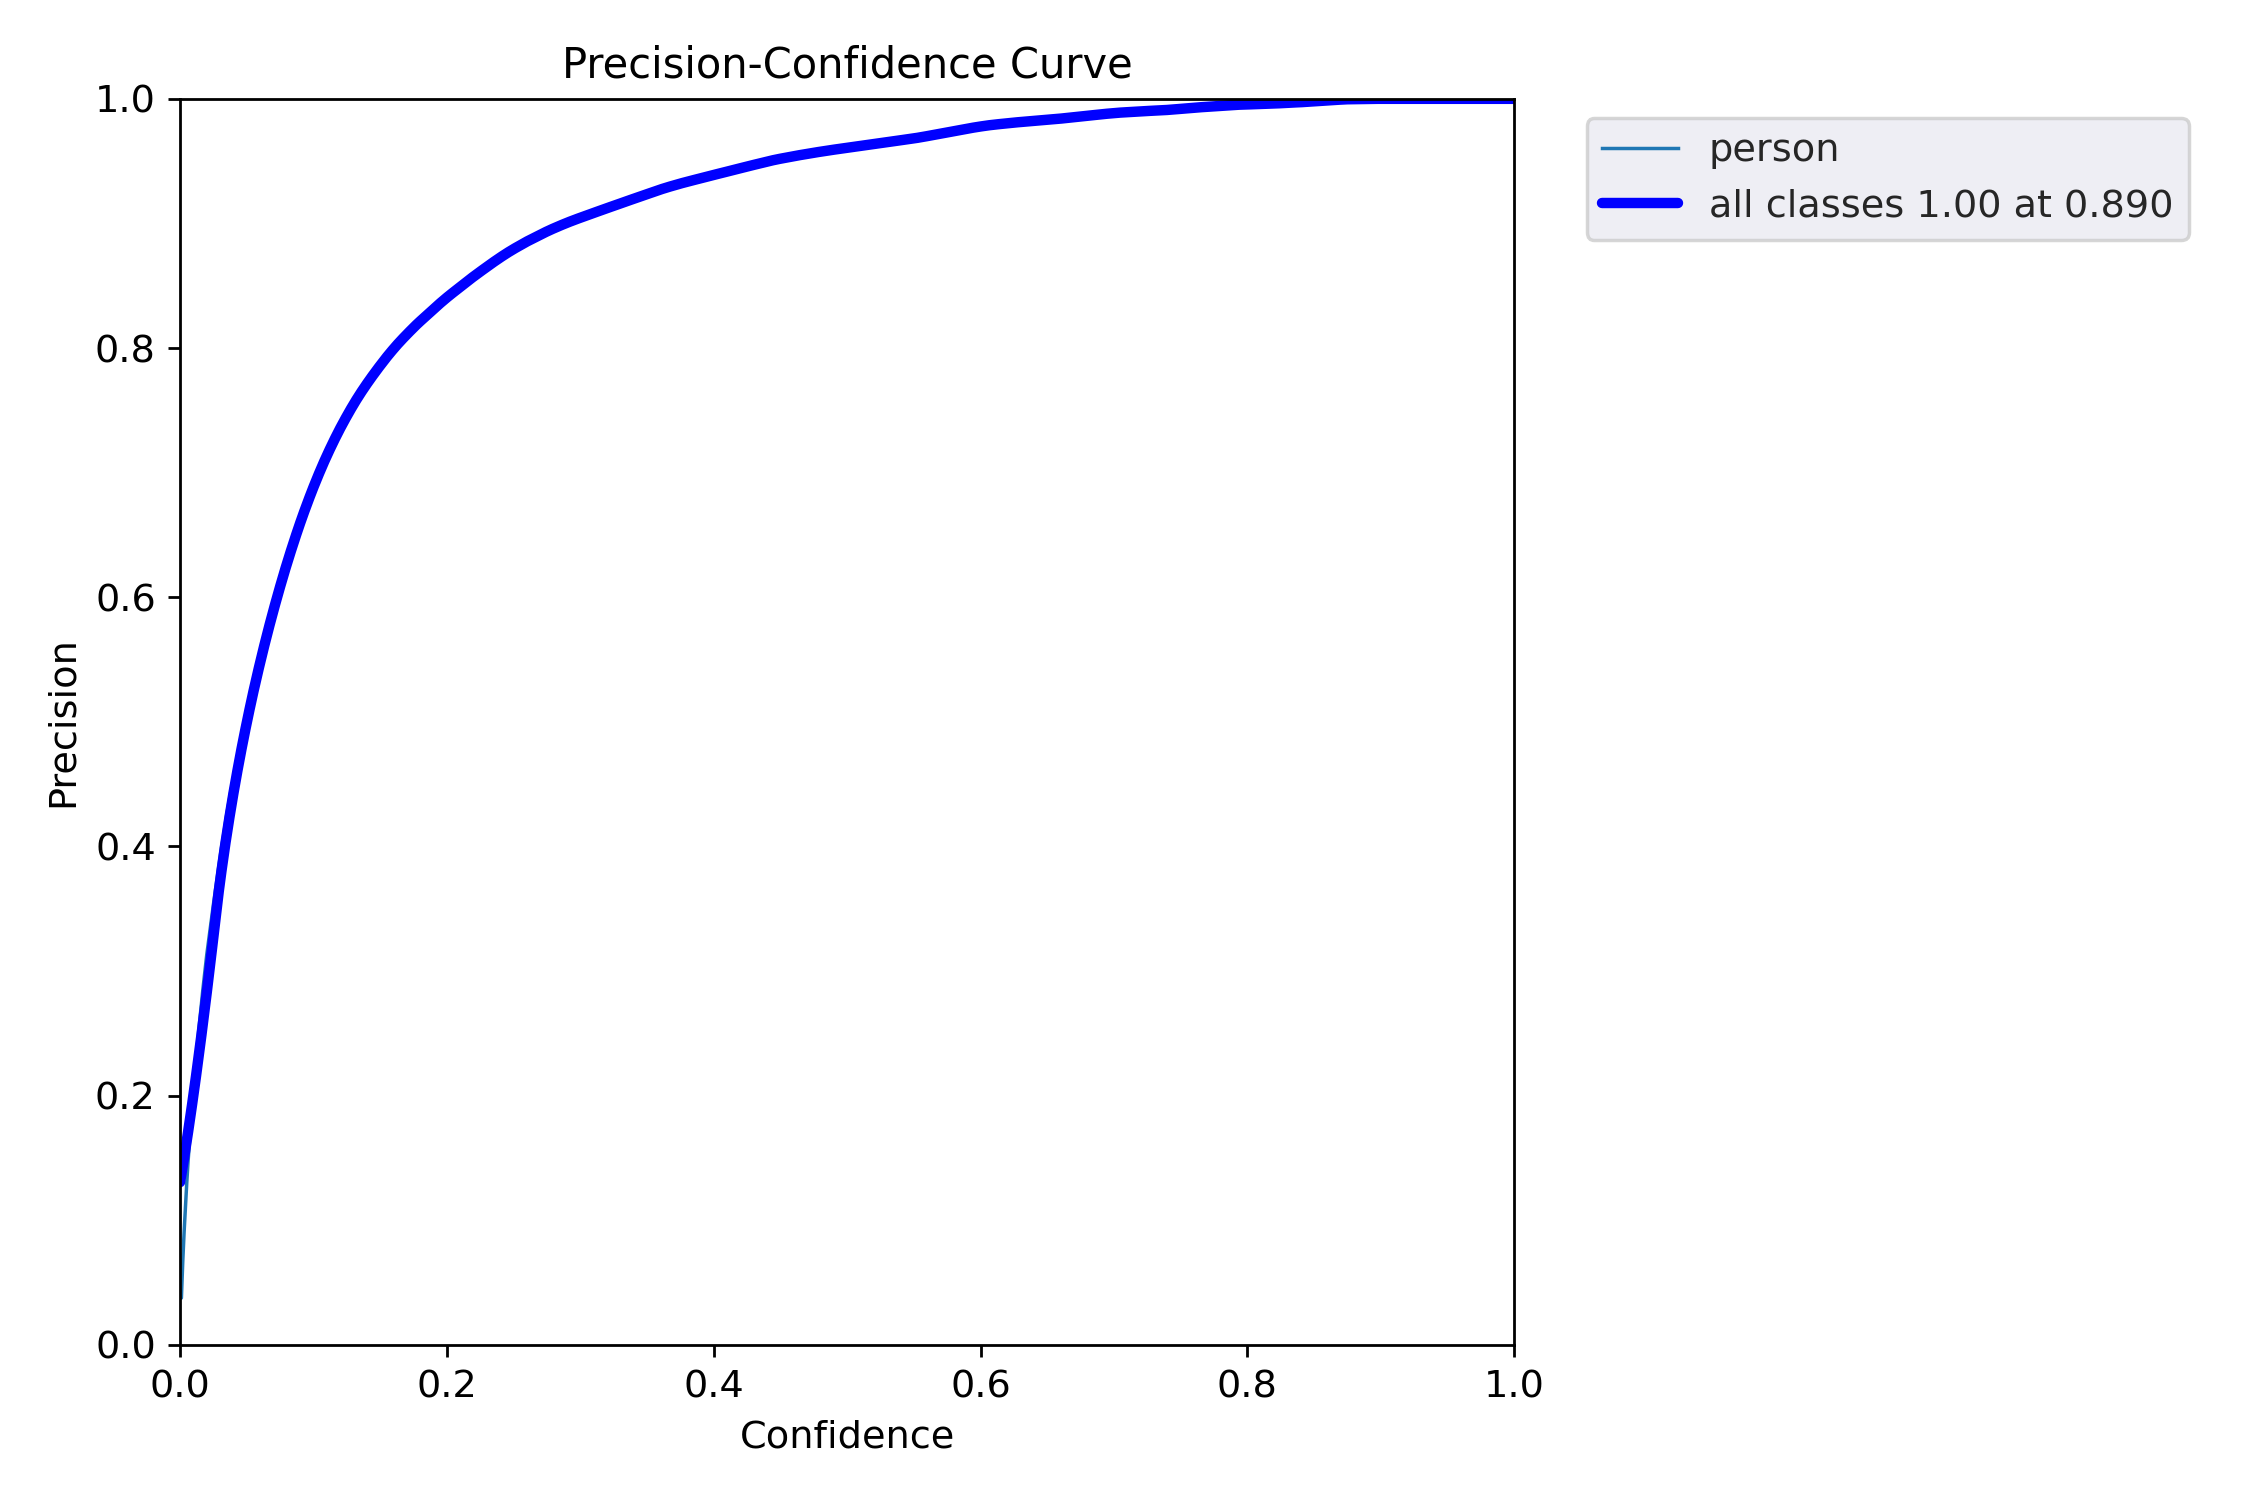 Precision-Confidence Curve
1.0
0.8
0.6
0.4
0.2
0.0
Precision
0.0 0.2 0.4 0.6 0.8 1.0
Confidence
person
all classes 1.00 at 0.890